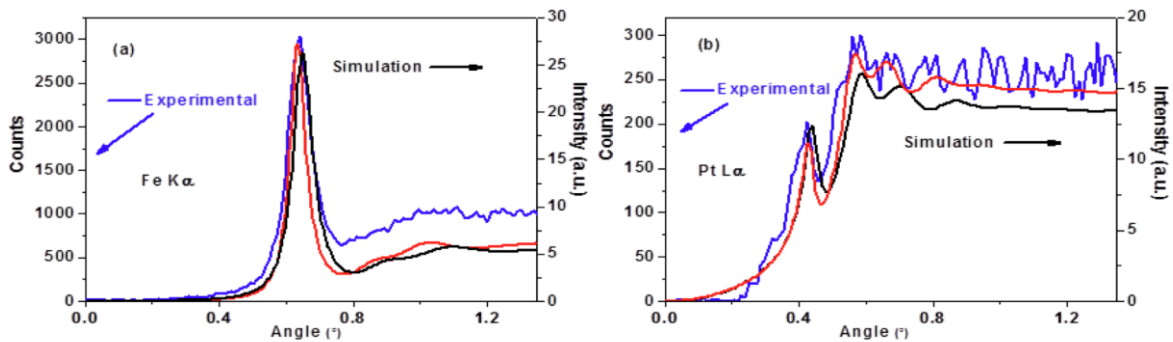 (a)
Counts
3000
2500
2000
1500
1000
500
0
Experimental
Simulation
Fe Kα
30
25
20
15
10
5
0
Intensity (a.u.)
0.0 0.4 0.8 1.2
Angle (°)
(b)
Counts
300
250
200
150
100
50
0
Experimental
Simulation
Pt Lα
20
15
10
5
0
Intensity (a.u.)
0.0 0.4 0.8 1.2
Angle (°)